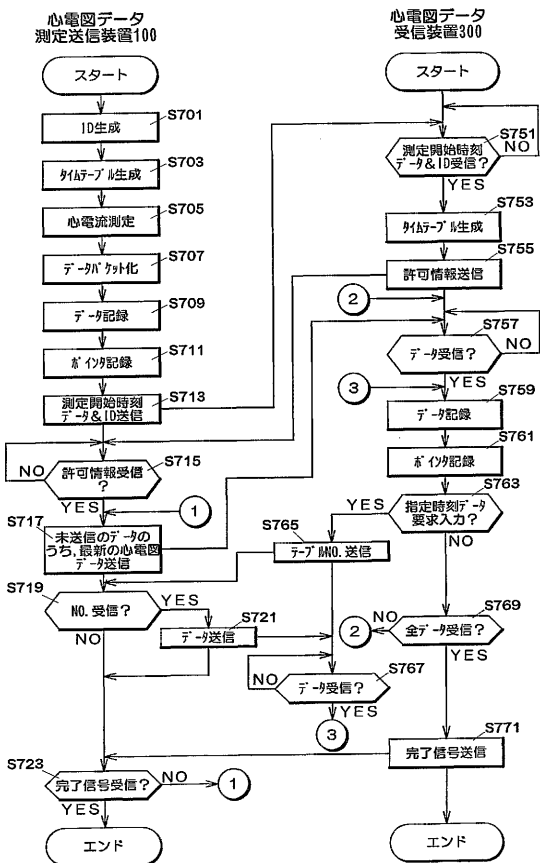 心電図データ
測定送信装置100
スタート
S701
ID生成
S703
タイムテーブル生成
S705
心電流測定
S707
データパケット化
S709
データ記録
S711
ポインタ記録
S713
測定開始時刻
データ&ID送信
S715
許可情報受信
?
NO
YES
1
S717
未送信のデータの
うち,最新の心電図
データ送信
S719
NO.受信?
YES
NO
S721
データ送信
S723
完了信号受信?
NO
1
YES
エンド
心電図データ
受信装置300
スタート
S751
測定開始時刻
データ&ID受信?
NO
YES
S753
タイムテーブル生成
S755
許可情報送信
2
S757
データ受信?
NO
YES
3
S759
データ記録
S761
ポインタ記録
S763
指定時刻データ
要求入力?
YES
NO
S765
テーブルNO.送信
S767
データ受信?
NO
YES
3
S769
全データ受信?
NO
2
YES
S771
完了信号送信
エンド